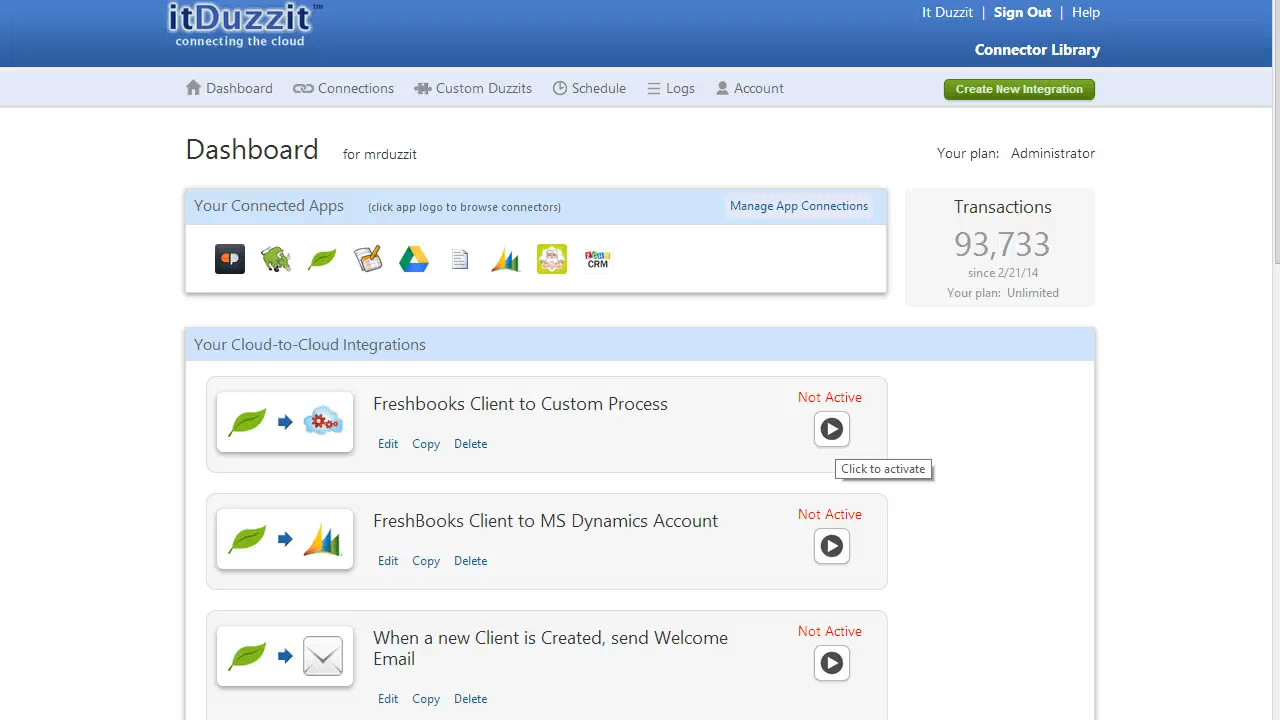 itDuzzit™
connecting the cloud
It Duzzit | Sign Out | Help
Connector Library
Dashboard Connections Custom Duzzits Schedule Logs Account Create New Integration
Dashboard for mrduzzit Your plan: Administrator
Your Connected Apps (click app logo to browse connectors) Manage App Connections
CRM
Transactions
93,733
since 2/21/14
Your plan: Unlimited
Your Cloud-to-Cloud Integrations
Freshbooks Client to Custom Process Not Active
Edit Copy Delete
Click to activate
FreshBooks Client to MS Dynamics Account Not Active
Edit Copy Delete
When a new Client is Created, send Welcome Email Not Active
Edit Copy Delete